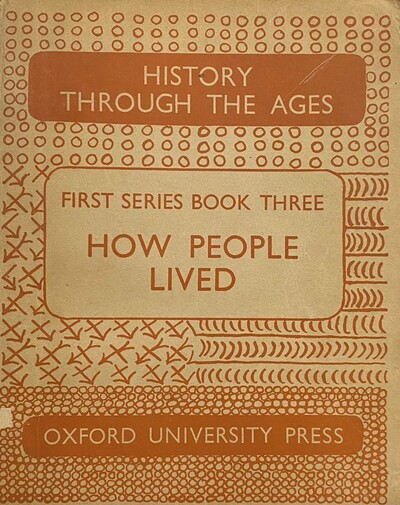 HISTORY
THROUGH THE AGES
FIRST SERIES BOOK THREE
HOW PEOPLE
LIVED
OXFORD UNIVERSITY PRESS